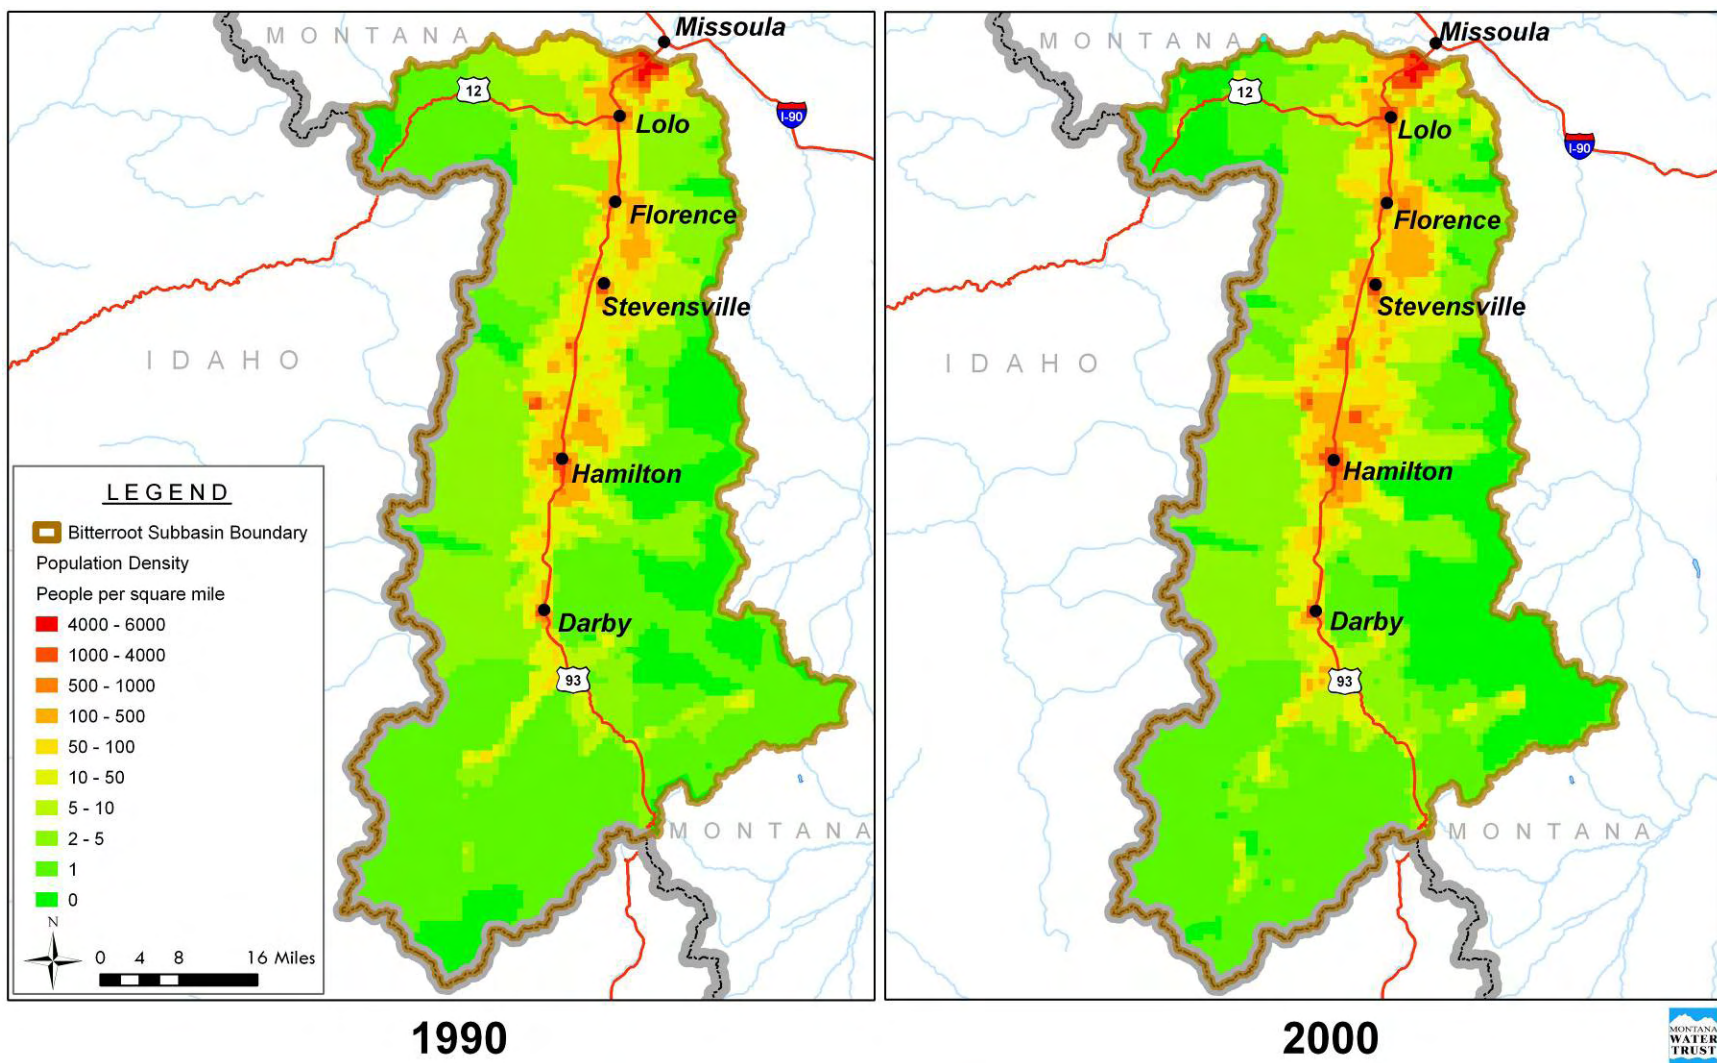 MONTANA
Missoula
12
I-90
Lolo
Florence
Stevensville
IDAHO
Hamilton
Darby
93
MONTANA
LEGEND
Bitterroot Subbasin Boundary
Population Density
People per square mile
4000 - 6000
1000 - 4000
500 - 1000
100 - 500
50 - 100
10 - 50
5 - 10
2 - 5
1
0
N
0 4 8 16 Miles
1990
MONTANA
Missoula
12
I-90
Lolo
Florence
Stevensville
IDAHO
Hamilton
Darby
93
MONTANA
2000
MONTANA
WATER
TRUST